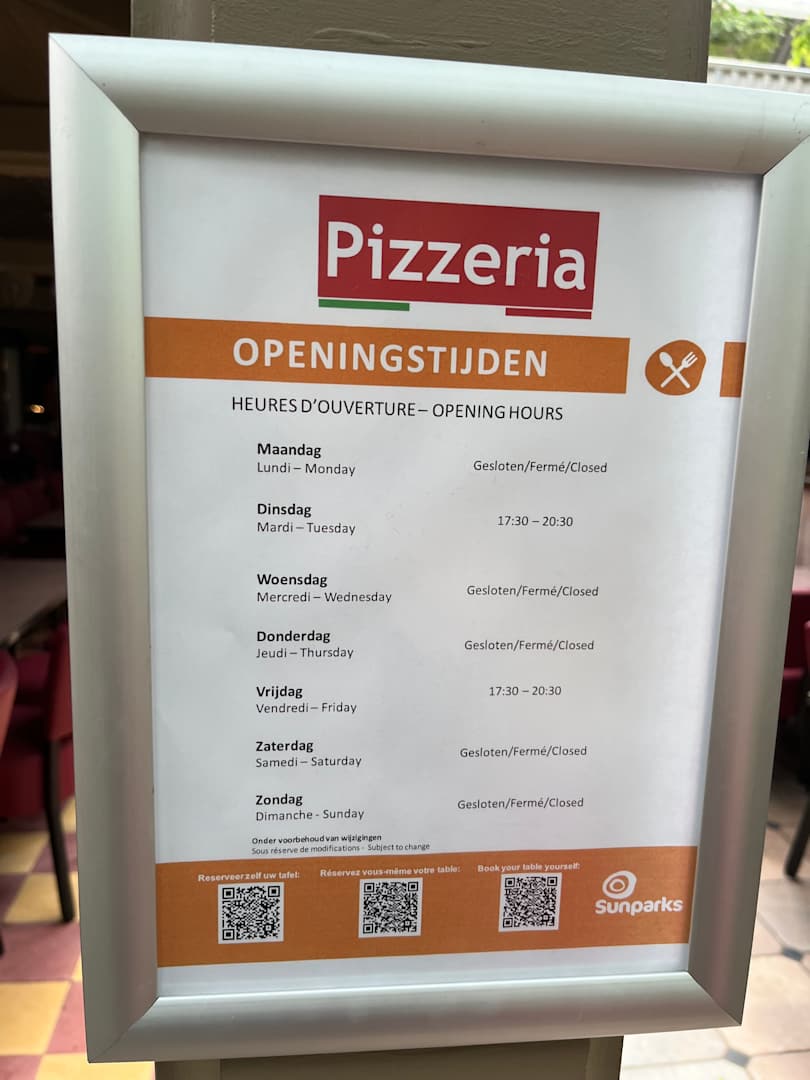 Pizzeria
OPENINGSTIJDEN
HEURES D'OUVERTURE – OPENING HOURS
Maandag
Lundi – Monday Gesloten/Fermé/Closed
Dinsdag
Mardi – Tuesday 17:30 – 20:30
Woensdag
Mercredi – Wednesday Gesloten/Fermé/Closed
Donderdag
Jeudi – Thursday Gesloten/Fermé/Closed
Vrijdag 17:30 – 20:30
Vendredi – Friday
Zaterdag
Samedi – Saturday Gesloten/Fermé/Closed
Zondag
Dimanche - Sunday Gesloten/Fermé/Closed
Onder voorbehoud van wijzigingen
Sous réserve de modifications - Subject to change
Reserveer zelf uw tafel: Réservez vous-même votre table: Book your table yourself:
Sunparks